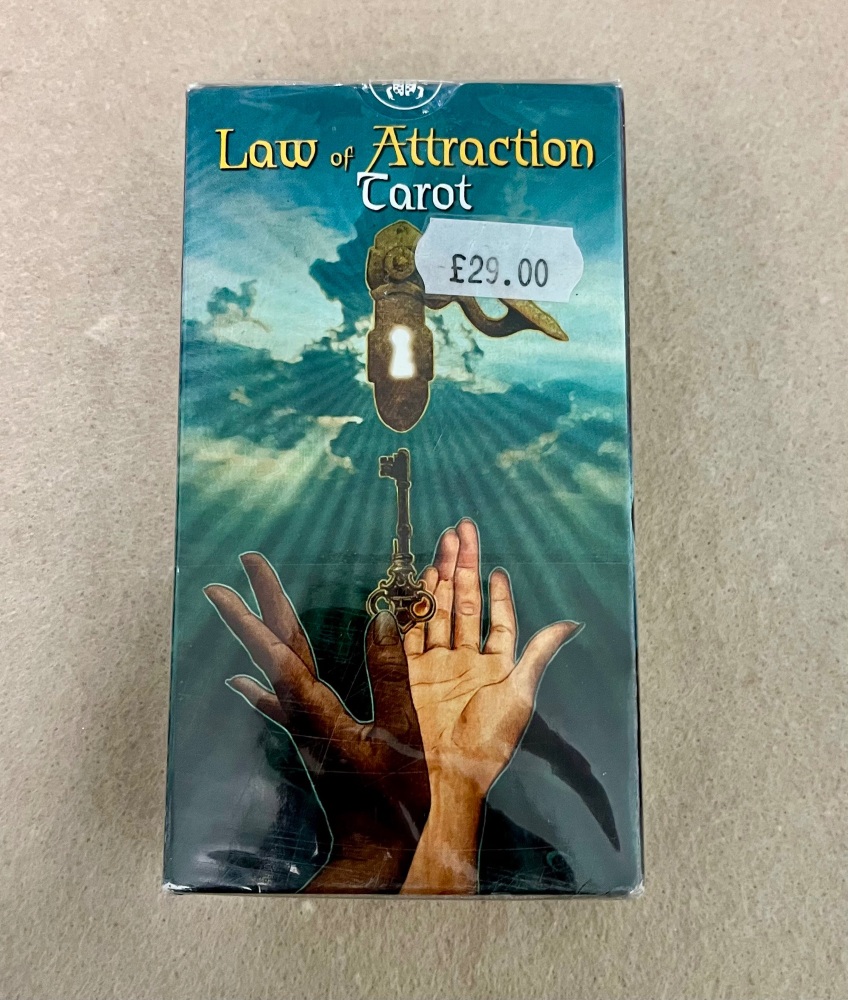 Law of Attraction
Tarot
£29.00